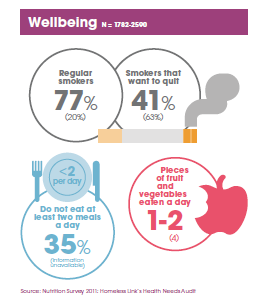 Wellbeing N = 1782-2590
Regular
smokers
77%
(20%)
Smokers that
want to quit
41%
(63%)
<2
per day
Do not eat at
least two meals
a day
35%
(Information
unavailable)
Pieces
of fruit
and
vegetables
eaten a day
1-2
(4)
Source: Nutrition Survey 2011: Homeless Link's Health Needs Audit